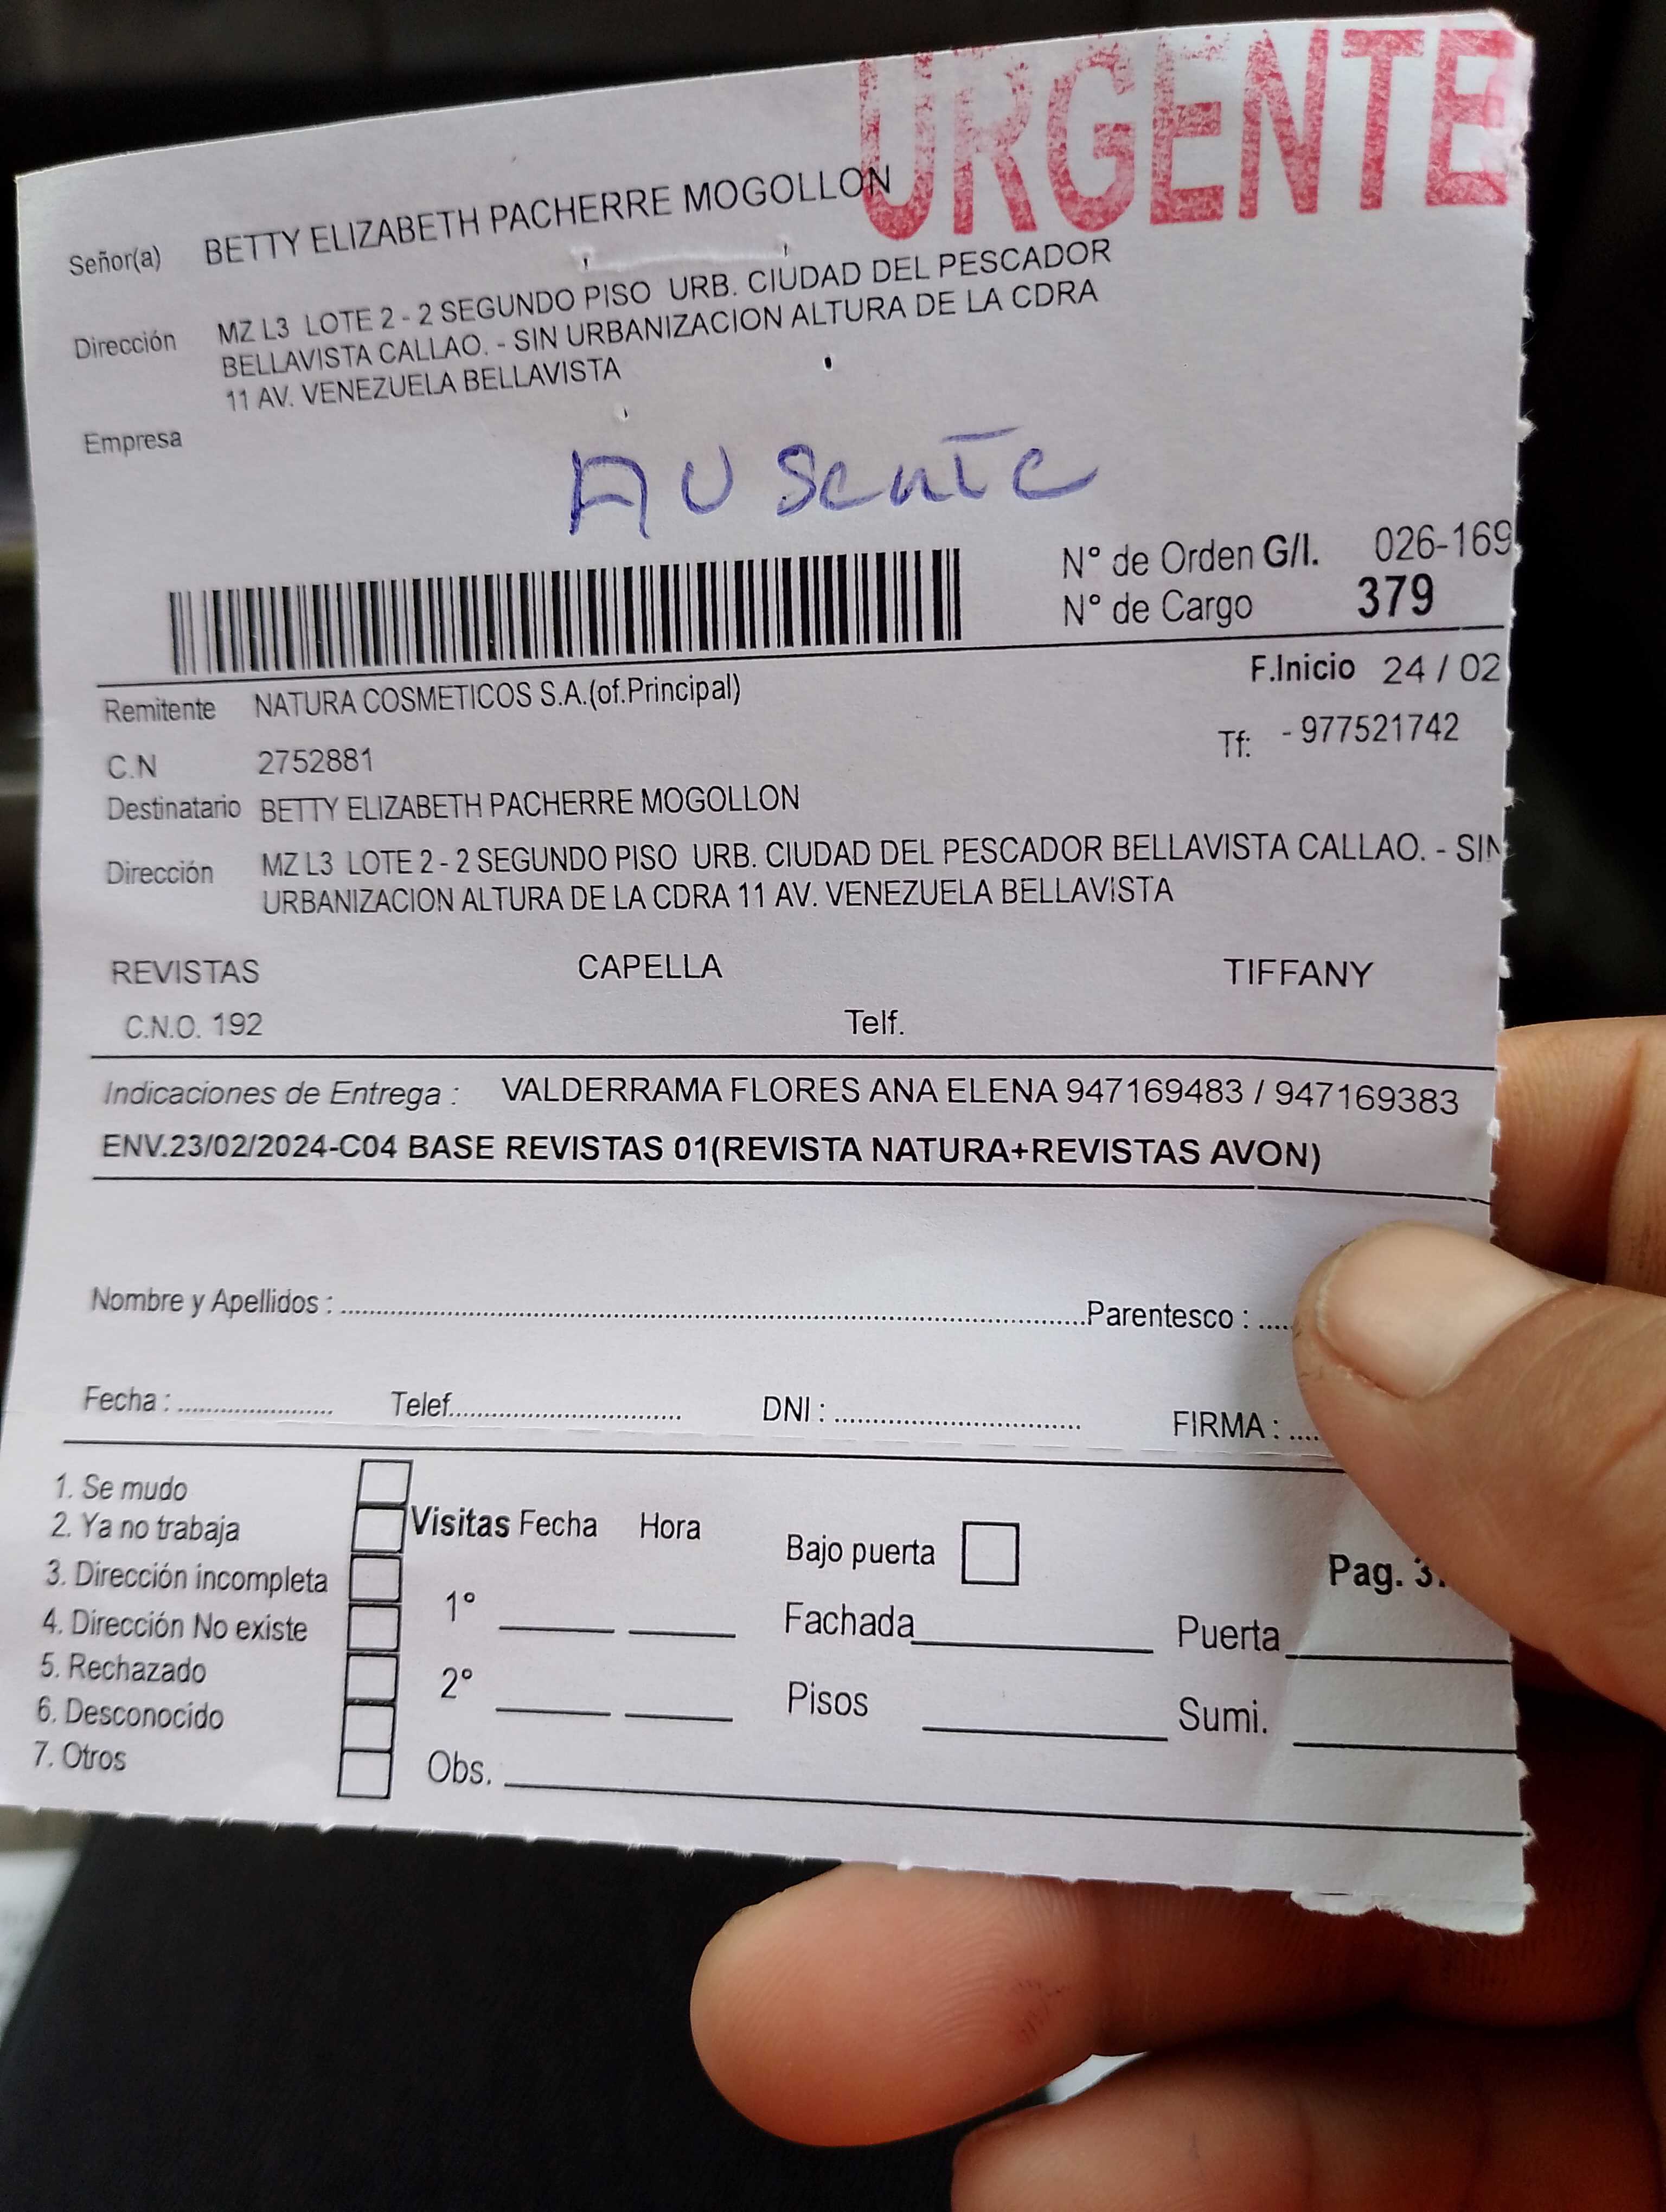 URGENTE
Señor(a) BETTY ELIZABETH PACHERRE MOGOLLON
Dirección MZ L3 LOTE 2 - 2 SEGUNDO PISO URB. CIUDAD DEL PESCADOR
BELLAVISTA CALLAO. - SIN URBANIZACION ALTURA DE LA CDRA
11 AV. VENEZUELA BELLAVISTA
Empresa
AUSENTE
N° de Orden G/I. 026-169
N° de Cargo 379
F.Inicio 24 / 02
Remitente NATURA COSMETICOS S.A.(of.Principal)
Tf: - 977521742
C.N 2752881
Destinatario BETTY ELIZABETH PACHERRE MOGOLLON
Dirección MZ L3 LOTE 2 - 2 SEGUNDO PISO URB. CIUDAD DEL PESCADOR BELLAVISTA CALLAO. - SIN
URBANIZACION ALTURA DE LA CDRA 11 AV. VENEZUELA BELLAVISTA
REVISTAS CAPELLA TIFFANY
C.N.O. 192 Telf.
Indicaciones de Entrega : VALDERRAMA FLORES ANA ELENA 947169483 / 947169383
ENV.23/02/2024-C04 BASE REVISTAS 01(REVISTA NATURA+REVISTAS AVON)
Nombre y Apellidos : Parentesco :
Fecha : Telef. DNI : FIRMA :
1. Se mudo
2. Ya no trabaja
3. Dirección incompleta
4. Dirección No existe
5. Rechazado
6. Desconocido
7. Otros
Visitas Fecha Hora
1°
2°
Obs.
Bajo puerta
Fachada
Pisos
Pag.
Puerta
Sumi.